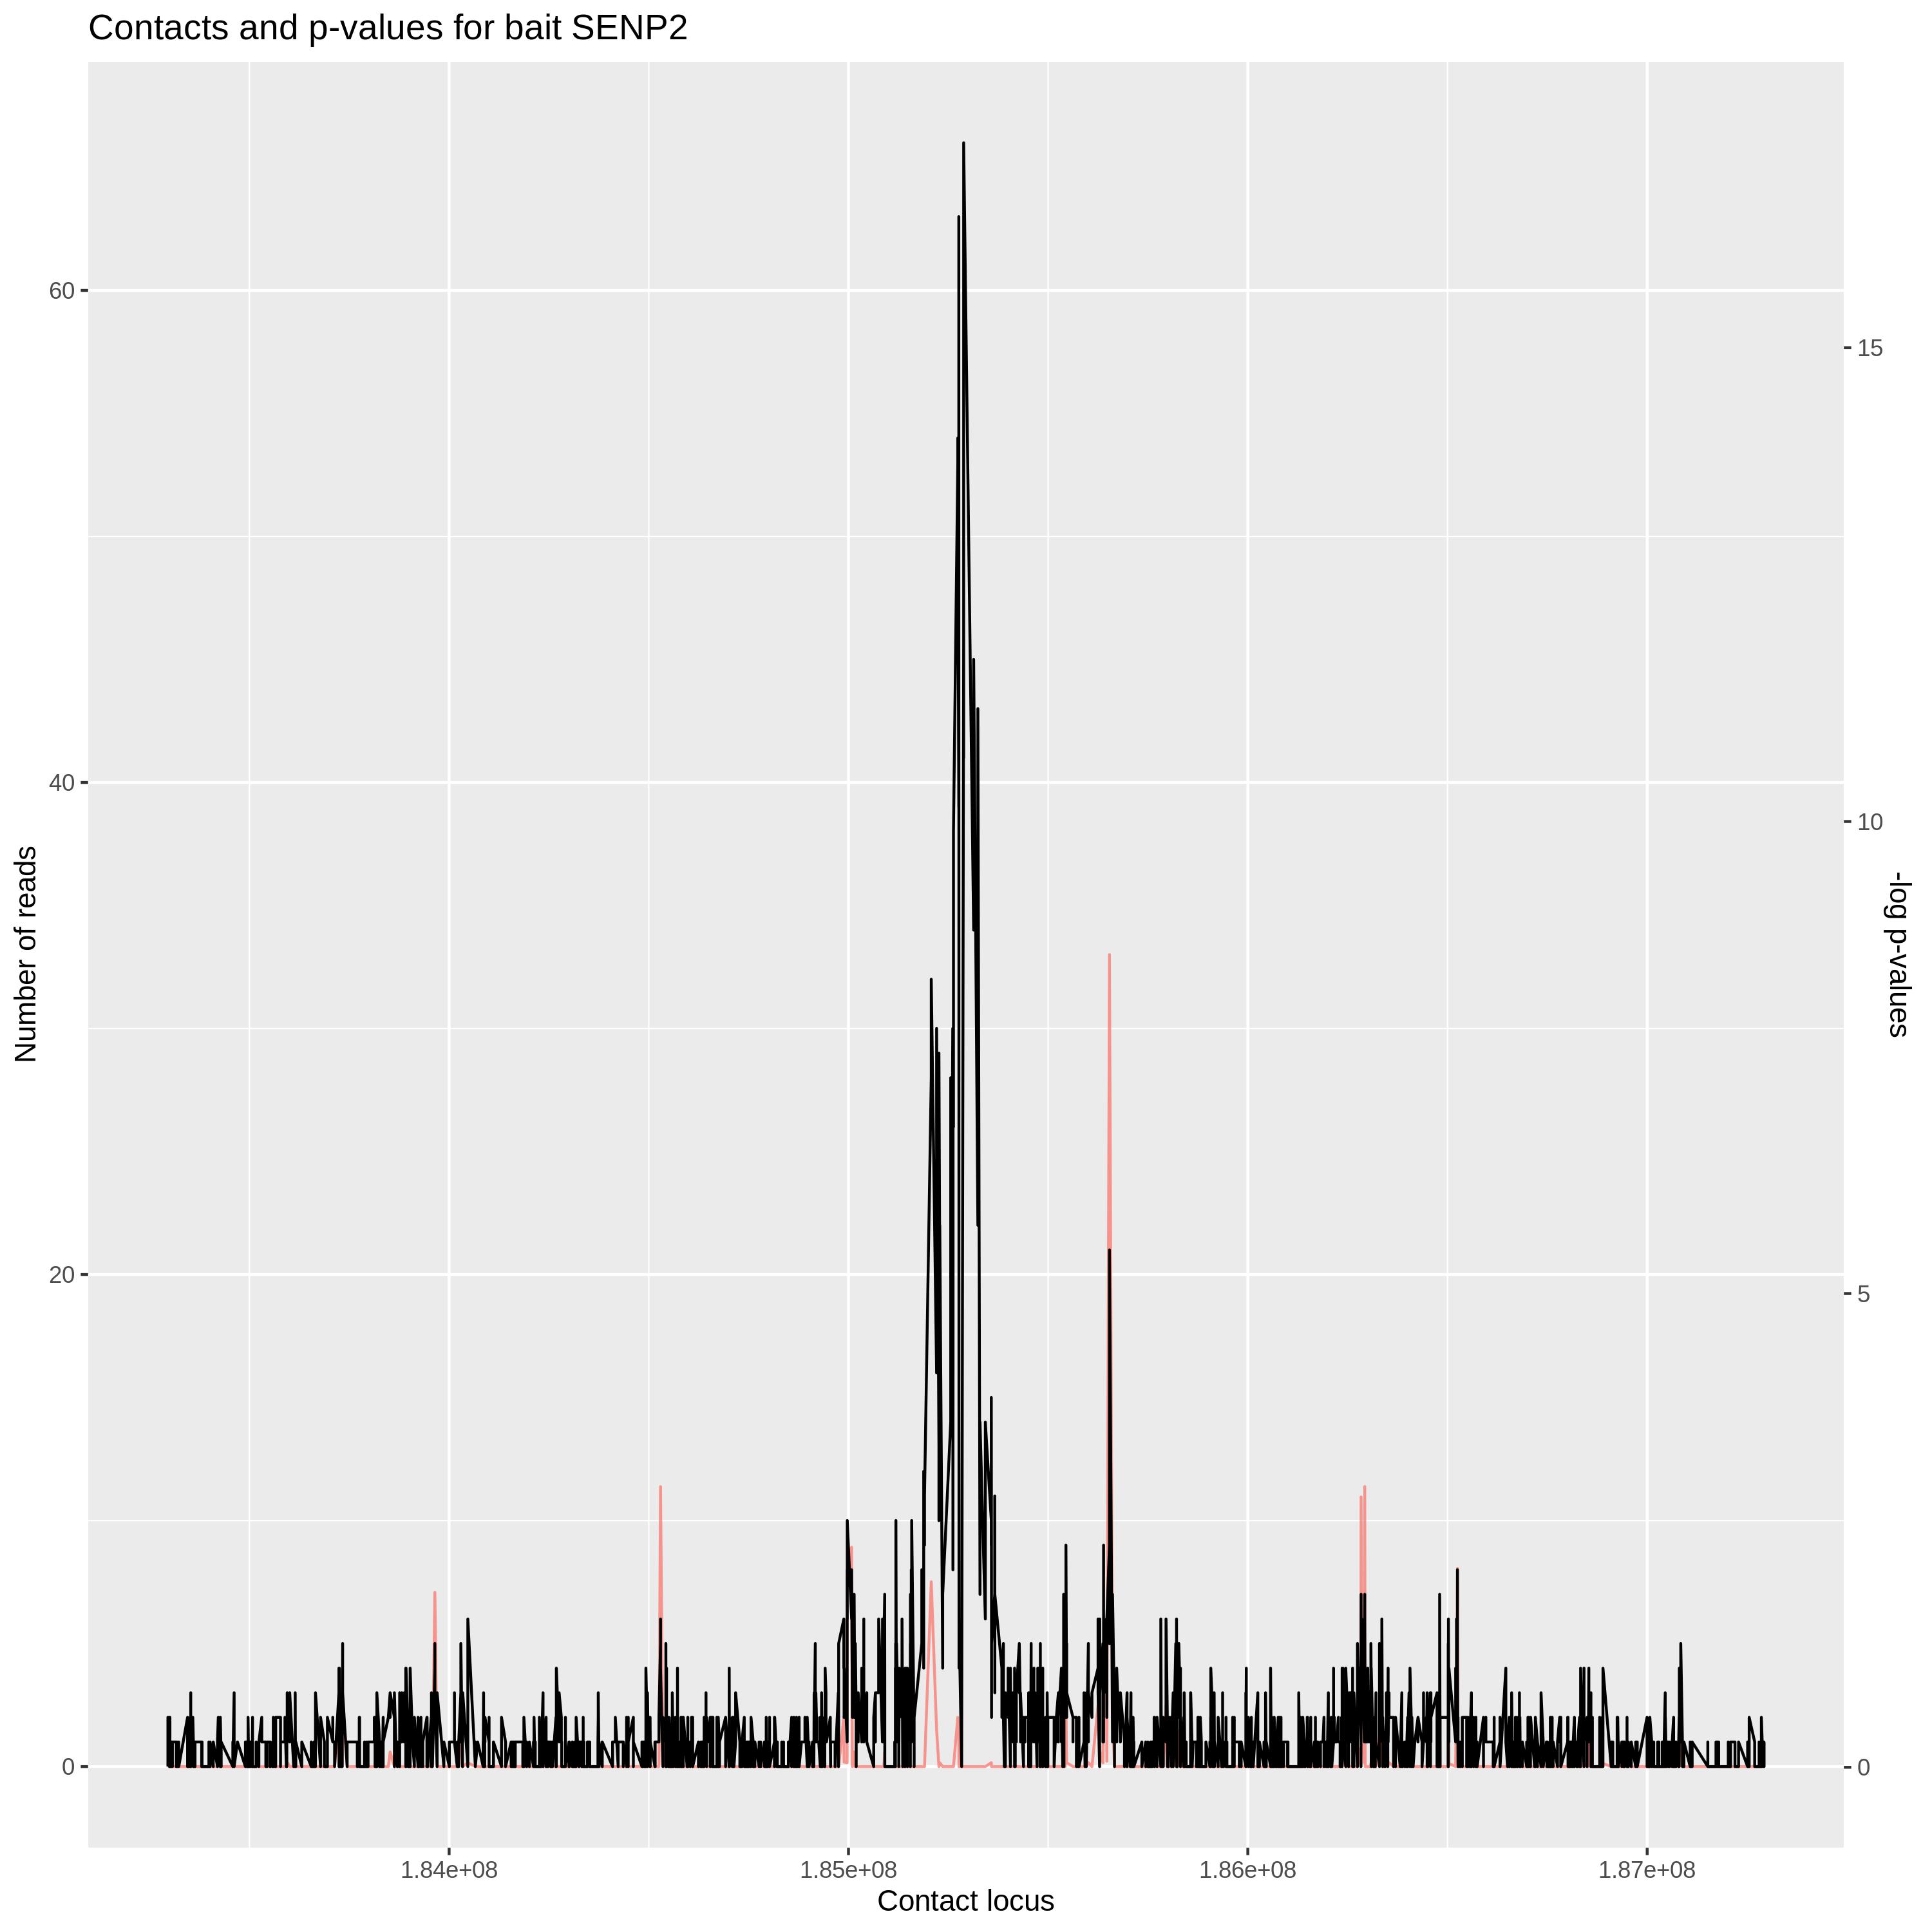 Contacts and p-values for bait SENP2
60
40
20
0
15
10
5
0
Number of reads
-log p-values
1.84e+08
1.85e+08
1.86e+08
1.87e+08
Contact locus